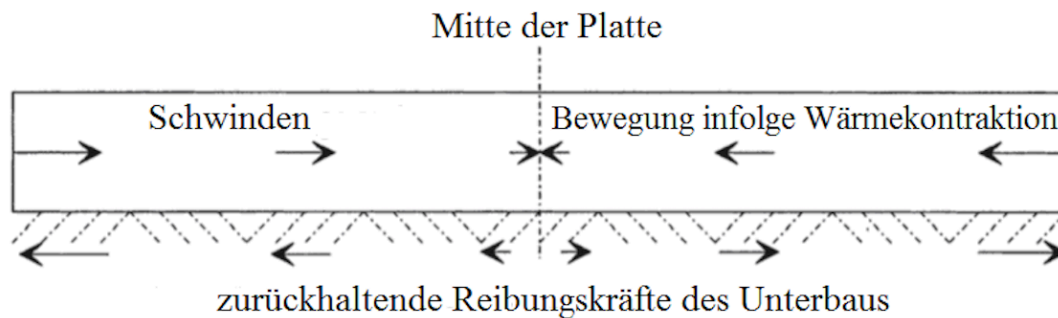 Mitte der Platte
Schwinden
Bewegung infolge Wärmekontraktion
zurückhaltende Reibungskräfte des Unterbaus